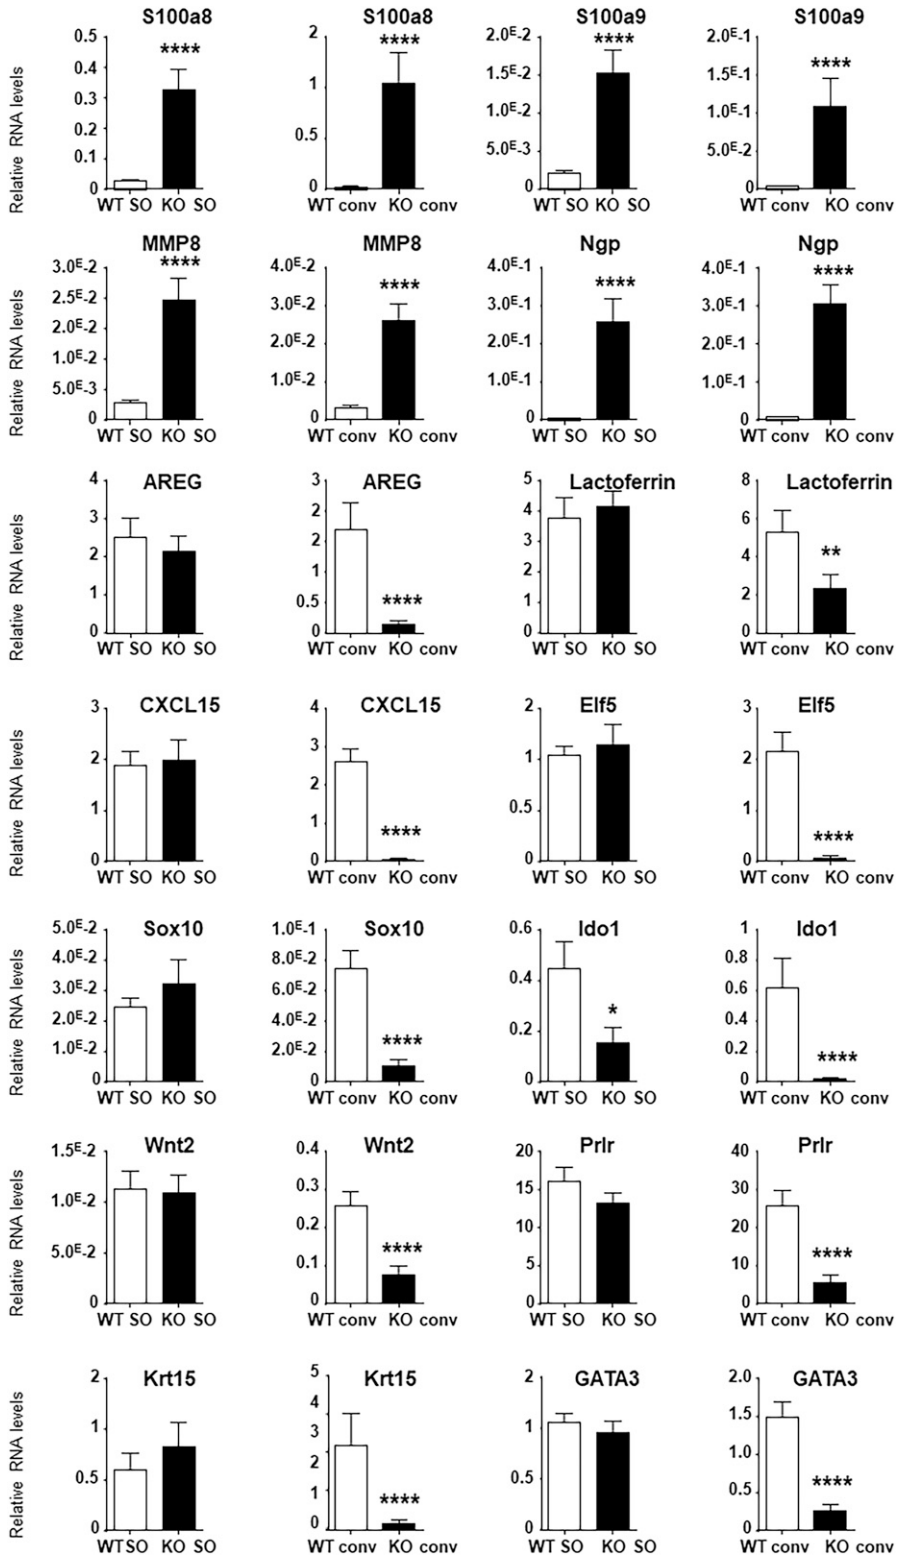 S100a8 S100a8 S100a9 S100a9
Relative RNA levels
0.5 2 2.0E-2 2.0E-1
**** **** **** ****
0.4 1.5E-2 1.5E-1
0.3 1 1.0E-2 1.0E-1
0.2 0.5 5.0E-3 5.0E-2
0.1
0 0 0 0
WT SO KO SO WT conv KO conv WT SO KO SO WT conv KO conv
MMP8 MMP8 Ngp Ngp
Relative RNA levels
3.0E-2 4.0E-2 4.0E-1 4.0E-1
**** **** **** ****
2.5E-2 3.0E-2 3.0E-1 3.0E-1
2.0E-2 2.0E-2 2.0E-1 2.0E-1
1.0E-2 1.0E-2 1.0E-1 1.0E-1
5.0E-3
0 0 0 0
WT SO KO SO WT conv KO conv WT SO KO SO WT conv KO conv
AREG AREG Lactoferrin Lactoferrin
Relative RNA levels
4 3 5 8
3 2 4 6
2 2 3 4
1 0.5 2 2
1
**** **
0 0 0 0
WT SO KO SO WT conv KO conv WT SO KO SO WT conv KO conv
CXCL15 CXCL15 Elf5 Elf5
Relative RNA levels
3 4 2 3
2 3 1 2
1 2 0.5 1
1
**** ****
0 0 0 0
WT SO KO SO WT conv KO conv WT SO KO SO WT conv KO conv
Sox10 Sox10 Ido1 Ido1
Relative RNA levels
5.0E-2 1.0E-1 0.6 1
4.0E-2 8.0E-2 0.4 0.8
3.0E-2 6.0E-2 0.2 0.6
2.0E-2 4.0E-2 0.4
1.0E-2 2.0E-2 0.2
**** * ****
0 0 0 0
WT SO KO SO WT conv KO conv WT SO KO SO WT conv KO conv
Wnt2 Wnt2 Prlr Prlr
Relative RNA levels
1.5E-2 0.4 20 40
1.0E-2 0.3 15 30
5.0E-2 0.2 10 20
0.1 5 10
**** ****
0 0 0 0
WT SO KO SO WT conv KO conv WT SO KO SO WT conv KO conv
Krt15 Krt15 GATA3 GATA3
Relative RNA levels
2 5 2 2.0
1 4 1 1.5
0.5 3 0.5 1.0
2 0.5
1
**** ****
0 0 0 0
WTSO KO SO WT conv KO conv WT SO KO SO WT conv KO conv